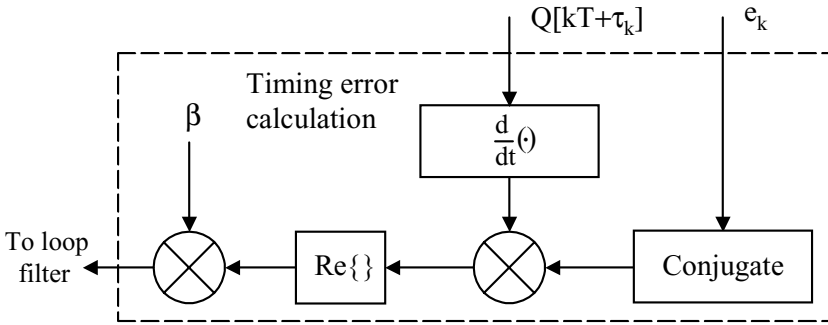 Q[kT+τk]
ek
Timing error
calculation
β
d
dt
(·)
To loop
filter
Re{}
Conjugate